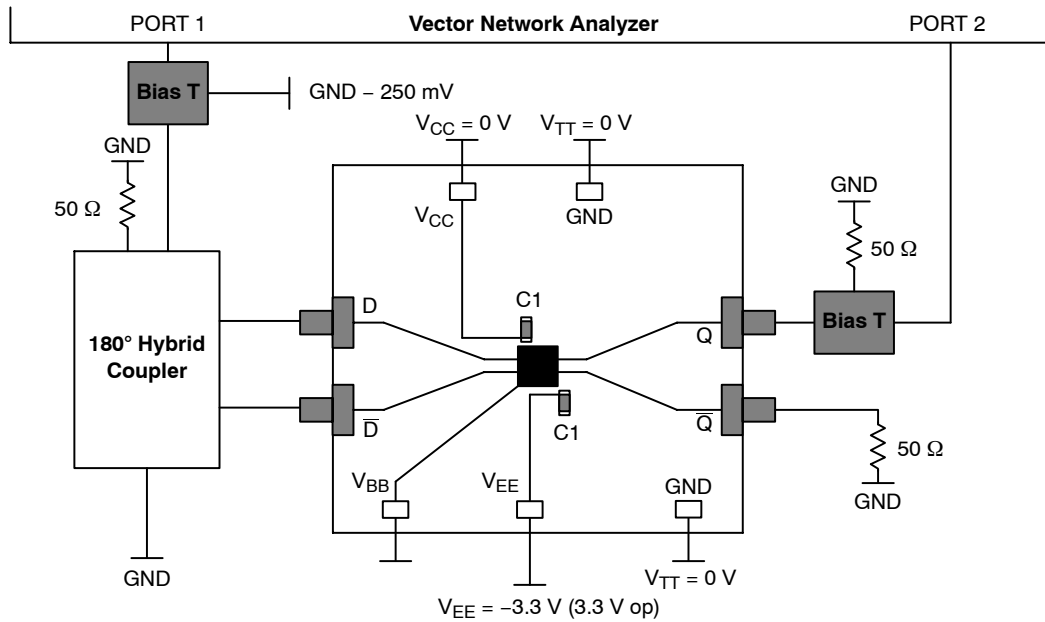 PORT 1
Vector Network Analyzer
PORT 2
Bias T
GND − 250 mV
GND
50 Ω
V_CC = 0 V
V_TT = 0 V
V_CC
GND
GND
50 Ω
180° Hybrid
Coupler
D
C1
Q
Bias T
D̅
C1
Q̅
50 Ω
GND
V_BB
V_EE
GND
GND
V_TT = 0 V
V_EE = −3.3 V (3.3 V op)